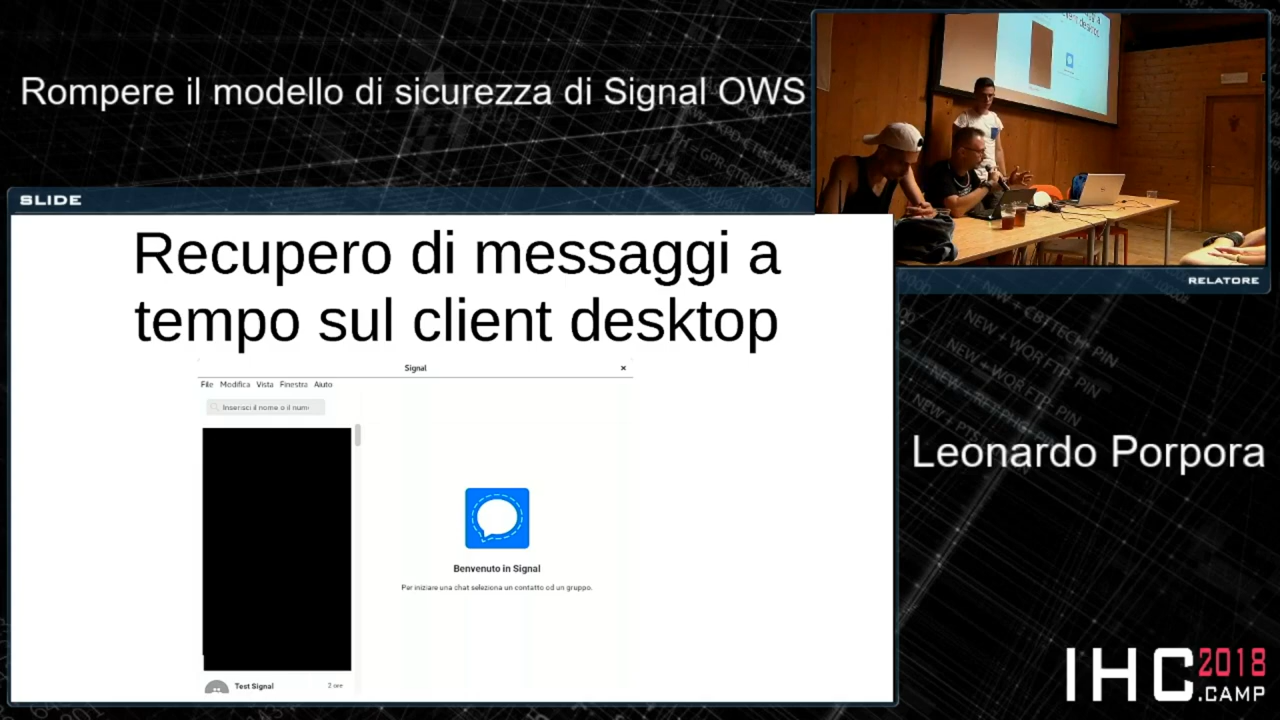 Rompere il modello di sicurezza di Signal OWS
SLIDE
Recupero di messaggi a
tempo sul client desktop
Signal
File Modifica Vista Finestra Aiuto
Inserisci il nome o il nume
Benvenuto in Signal
Per iniziare una chat seleziona un contatto od un gruppo.
Test Signal 2 ore
RELATORE
Leonardo Porpora
IHC 2018
.CAMP